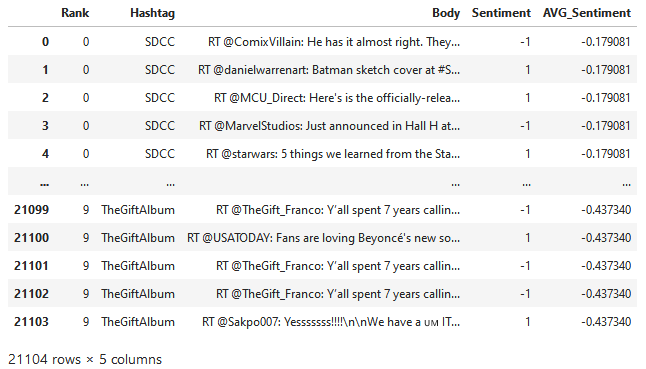 Rank Hashtag Body Sentiment AVG_Sentiment
0 0 SDCC RT @ComixVillain: He has it almost right. They... -1 -0.179081
1 0 SDCC RT @danielwarrenart: Batman sketch cover at #S... 1 -0.179081
2 0 SDCC RT @MCU_Direct: Here's is the officially-relea... 1 -0.179081
3 0 SDCC RT @MarvelStudios: Just announced in Hall H at... -1 -0.179081
4 0 SDCC RT @starwars: 5 things we learned from the Sta... 1 -0.179081
... ... ... ... ... ...
21099 9 TheGiftAlbum RT @TheGift_Franco: Y'all spent 7 years callin... -1 -0.437340
21100 9 TheGiftAlbum RT @USATODAY: Fans are loving Beyoncé's new so... 1 -0.437340
21101 9 TheGiftAlbum RT @TheGift_Franco: Y'all spent 7 years callin... -1 -0.437340
21102 9 TheGiftAlbum RT @TheGift_Franco: Y'all spent 7 years callin... -1 -0.437340
21103 9 TheGiftAlbum RT @Sakpo007: Yesssssss!!!!\n\nWe have a ᴜᴍ IT... 1 -0.437340
21104 rows × 5 columns